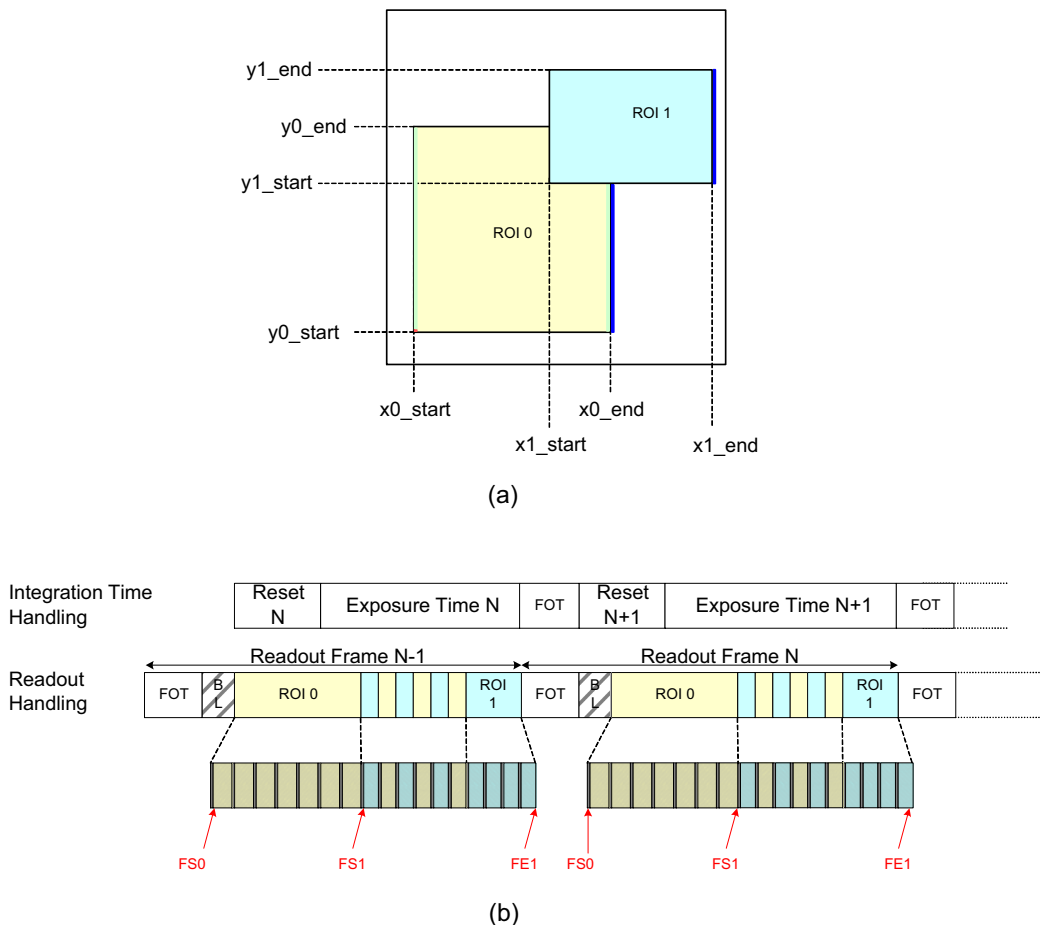 y1_end
ROI 1
y0_end
y1_start
ROI 0
y0_start
x0_start
x0_end
x1_start
x1_end
(a)
Integration Time
Handling
Reset
N
Exposure Time N
FOT
Reset
N+1
Exposure Time N+1
FOT
Readout Frame N-1
Readout Frame N
Readout
Handling
FOT
B
L
ROI 0
ROI
1
FOT
B
L
ROI 0
ROI
1
FOT
FS0
FS1
FE1
FS0
FS1
FE1
(b)